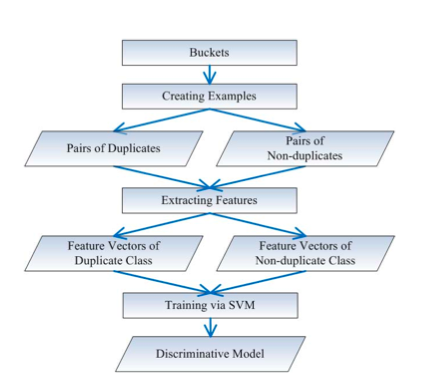 Buckets
Creating Examples
Pairs of Duplicates
Pairs of
Non-duplicates
Extracting Features
Feature Vectors of
Duplicate Class
Feature Vectors of
Non-duplicate Class
Training via SVM
Discriminative Model